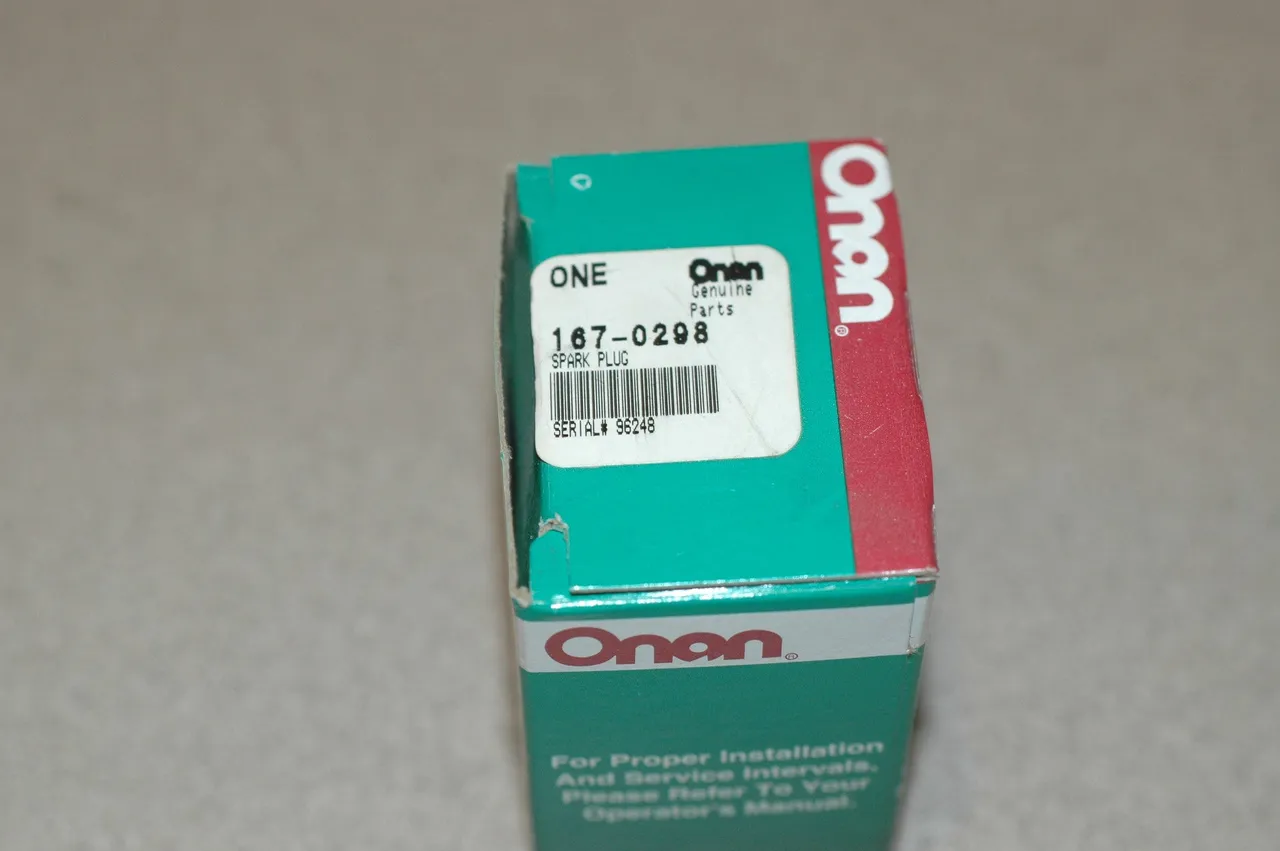 Onan®
ONE
Onan
Genuine
Parts
167-0298
SPARK PLUG
SERIAL# 96248
Onan®
For Proper Installation
And Service Intervals,
Please Refer To Your
Operator's Manual.